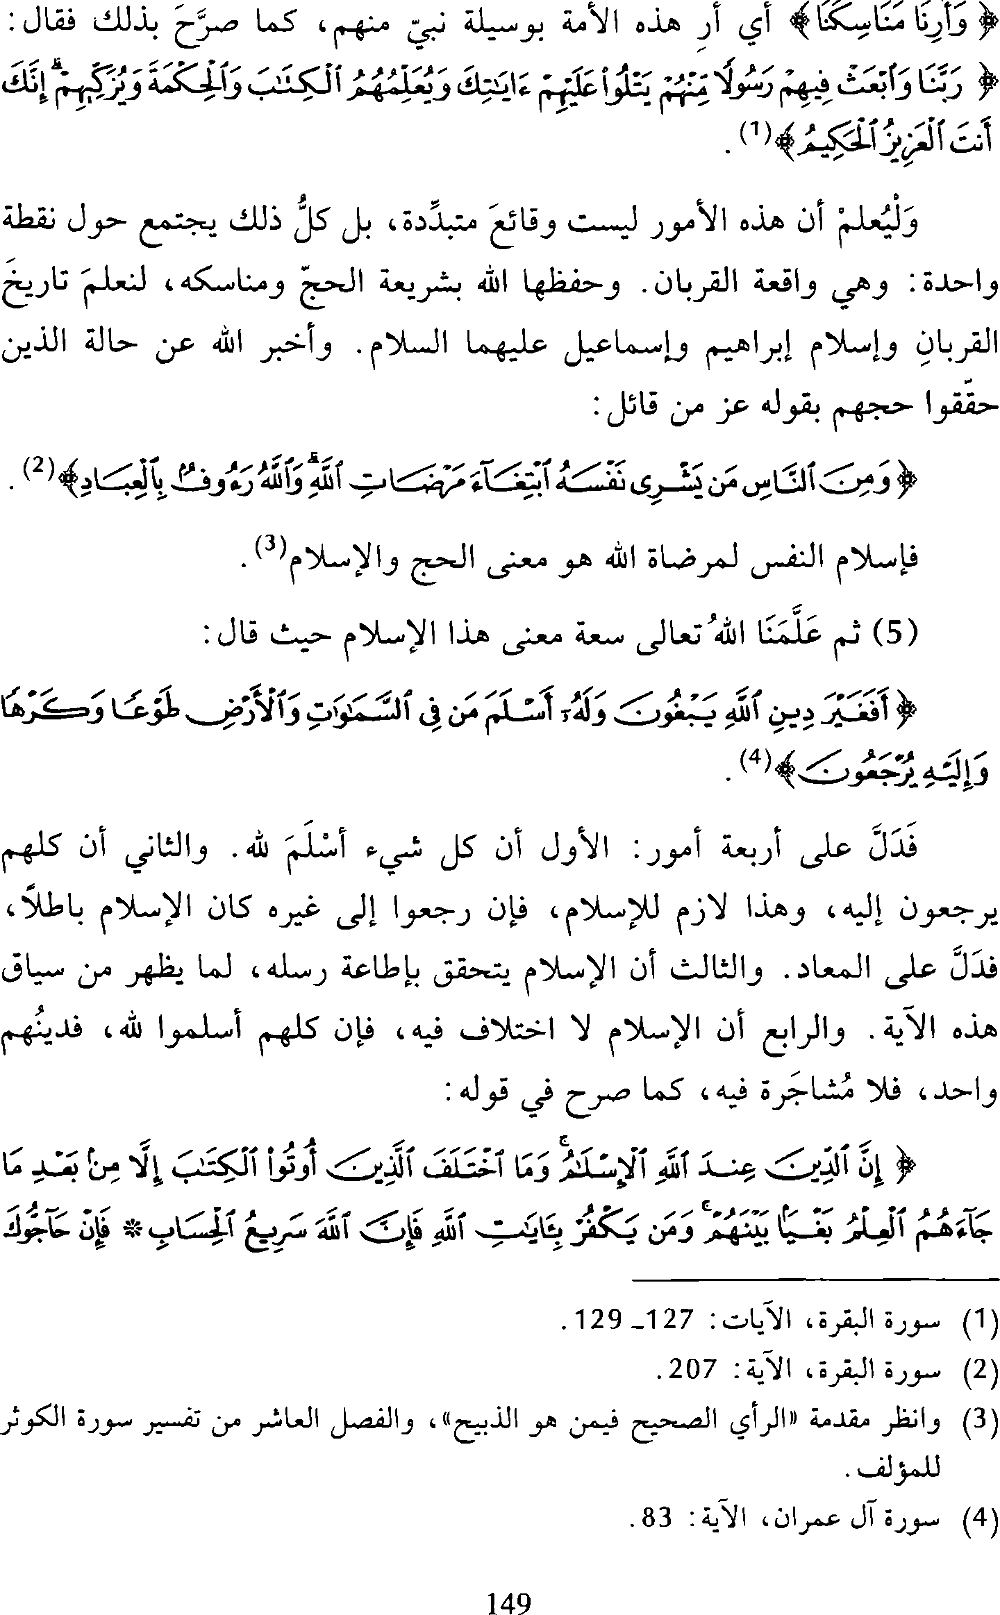 ﴿ وَأَرِنَا مَنَاسِكَنَا ﴾ أي أرِ هذه الأمة بوسيلة نبيّ منهم، كما صرَّحَ بذلك فقال:
﴿ رَبَّنَا وَٱبْعَثْ فِيهِمْ رَسُولًا مِّنْهُمْ يَتْلُوا۟ عَلَيْهِمْ ءَايَٰتِكَ وَيُعَلِّمُهُمُ ٱلْكِتَٰبَ وَٱلْحِكْمَةَ وَيُزَكِّيهِمْ ۚ إِنَّكَ
أَنتَ ٱلْعَزِيزُ ٱلْحَكِيمُ ﴾(1).
وَلْيُعلمْ أن هذه الأمور ليست وقائعَ متبدِّدة، بل كلُّ ذلك يجتمع حول نقطة
واحدة: وهي واقعة القربان. وحفظها الله بشريعة الحجّ ومناسكه، لنعلمَ تاريخَ
القربانِ وإسلام إبراهيم وإسماعيل عليهما السلام. وأخبر الله عن حالة الذين
حقّقوا حجهم بقوله عز من قائل:
﴿ وَمِنَ ٱلنَّاسِ مَن يَشْرِى نَفْسَهُ ٱبْتِغَآءَ مَرْضَاتِ ٱللَّهِ ۗ وَٱللَّهُ رَءُوفٌۢ بِٱلْعِبَادِ ﴾(2).
فإسلام النفس لمرضاة الله هو معنى الحج والإسلام(3).
(5) ثم عَلَّمَنَا اللهُ تعالى سعة معنى هذا الإسلام حيث قال:
﴿ أَفَغَيْرَ دِينِ ٱللَّهِ يَبْغُونَ وَلَهُۥٓ أَسْلَمَ مَن فِى ٱلسَّمَٰوَٰتِ وَٱلْأَرْضِ طَوْعًا وَكَرْهًا
وَإِلَيْهِ يُرْجَعُونَ ﴾(4).
فَدَلَّ على أربعة أمور: الأول أن كل شيء أسْلَمَ لله. والثاني أن كلهم
يرجعون إليه، وهذا لازم للإسلام، فإن رجعوا إلى غيره كان الإسلام باطلاً،
فدَلَّ على المعاد. والثالث أن الإسلام يتحقق بإطاعة رسله، لما يظهر من سياق
هذه الآية. والرابع أن الإسلام لا اختلاف فيه، فإن كلهم أسلموا لله، فدينُهم
واحد، فلا مُشاجَرة فيه، كما صرح في قوله:
﴿ إِنَّ ٱلدِّينَ عِندَ ٱللَّهِ ٱلْإِسْلَٰمُ ۗ وَمَا ٱخْتَلَفَ ٱلَّذِينَ أُوتُوا۟ ٱلْكِتَٰبَ إِلَّا مِنۢ بَعْدِ مَا
جَآءَهُمُ ٱلْعِلْمُ بَغْيًۢا بَيْنَهُمْ ۗ وَمَن يَكْفُرْ بِـَٔايَٰتِ ٱللَّهِ فَإِنَّ ٱللَّهَ سَرِيعُ ٱلْحِسَابِ * فَإِنْ حَآجُّوكَ
(1) سورة البقرة، الآيات: 127ـ 129.
(2) سورة البقرة، الآية: 207.
(3) وانظر مقدمة «الرأي الصحيح فيمن هو الذبيح»، والفصل العاشر من تفسير سورة الكوثر
للمؤلف.
(4) سورة آل عمران، الآية: 83.
149